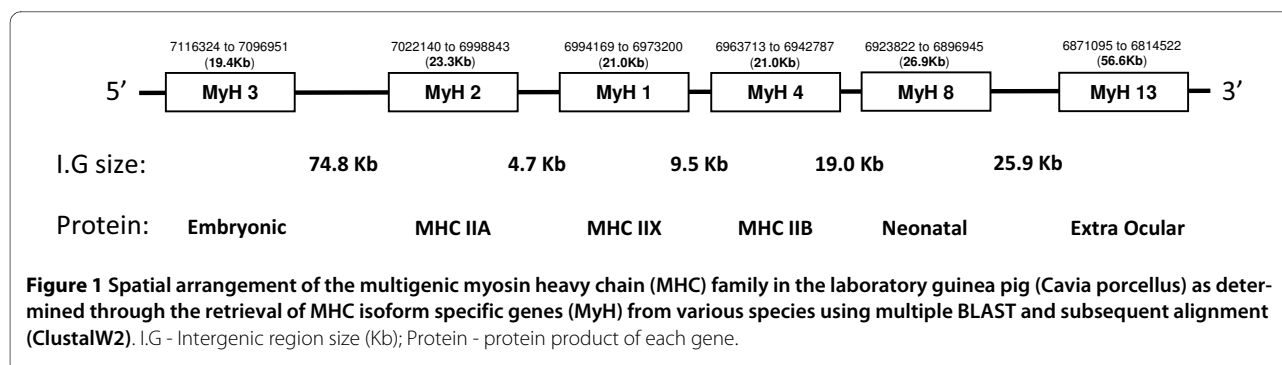 7116324 to 7096951 7022140 to 6998843 6994169 to 6973200 6963713 to 6942787 6923822 to 6896945 6871095 to 6814522
(19.4Kb) (23.3Kb) (21.0Kb) (21.0Kb) (26.9Kb) (56.6Kb)
5’ MyH 3 MyH 2 MyH 1 MyH 4 MyH 8 MyH 13 3’
I.G size: 74.8 Kb 4.7 Kb 9.5 Kb 19.0 Kb 25.9 Kb
Protein: Embryonic MHC IIA MHC IIX MHC IIB Neonatal Extra Ocular
Figure 1 Spatial arrangement of the multigenic myosin heavy chain (MHC) family in the laboratory guinea pig (Cavia porcellus) as deter-
mined through the retrieval of MHC isoform specific genes (MyH) from various species using multiple BLAST and subsequent alignment
(ClustalW2). I.G - Intergenic region size (Kb); Protein - protein product of each gene.